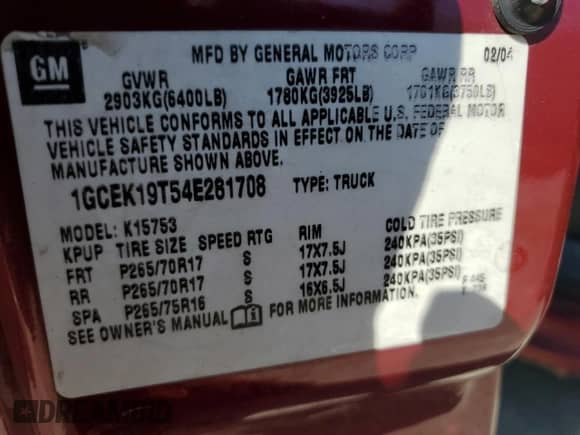 GM
MFD BY GENERAL MOTORS CORP 02/04
GVWR GAWR FRT GAWR RR
2903KG(6400LB) 1780KG(3925LB) 1701KG(3750LB)
THIS VEHICLE CONFORMS TO ALL APPLICABLE U.S. FEDERAL MOTOR
VEHICLE SAFETY STANDARDS IN EFFECT ON THE DATE OF
MANUFACTURE SHOWN ABOVE.
1GCEK19T54E281708 TYPE: TRUCK
MODEL: K15753
KPUP TIRE SIZE SPEED RTG RIM COLD TIRE PRESSURE
FRT P265/70R17 S 17X7.5J 240KPA(35PSI)
RR P265/70R17 S 17X7.5J 240KPA(35PSI)
SPA P265/75R16 S 16X6.5J 240KPA(35PSI)
SEE OWNER'S MANUAL FOR MORE INFORMATION.
DREAMBID